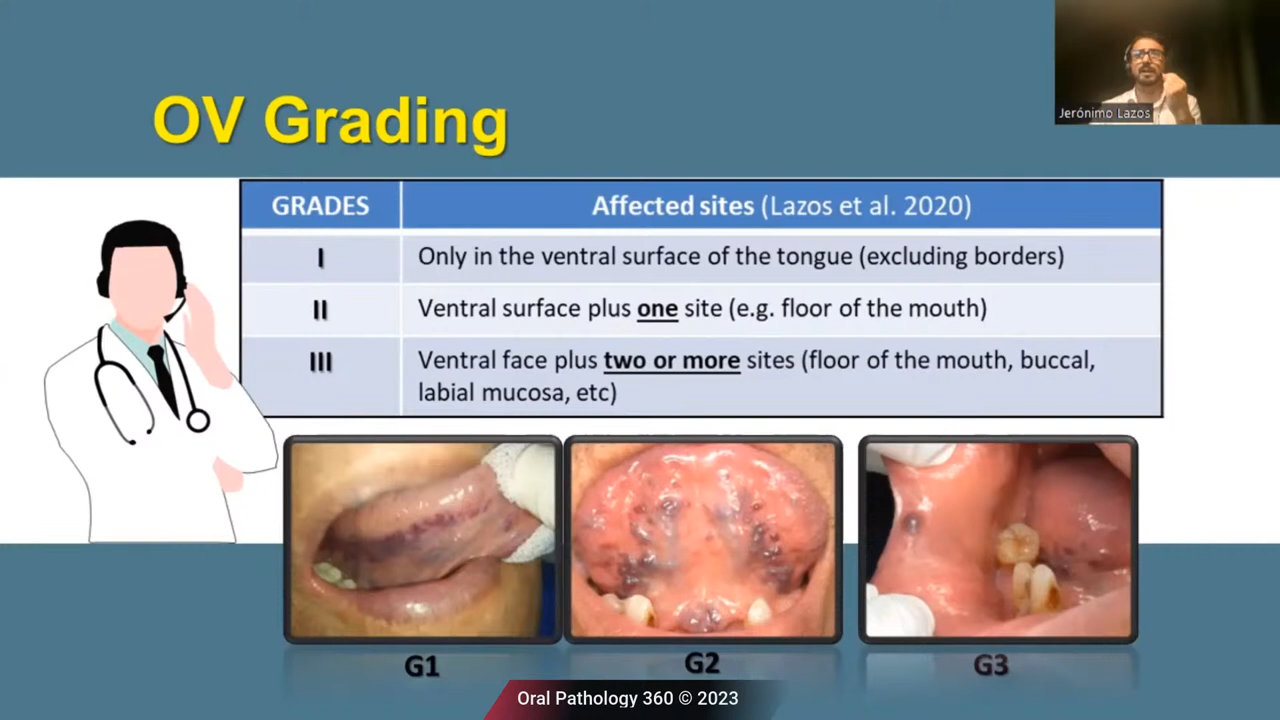 OV Grading
Jerónimo Lazos
GRADES
Affected sites (Lazos et al. 2020)
I
Only in the ventral surface of the tongue (excluding borders)
II
Ventral surface plus one site (e.g. floor of the mouth)
III
Ventral face plus two or more sites (floor of the mouth, buccal,
labial mucosa, etc)
G1
G2
G3
Oral Pathology 360 © 2023